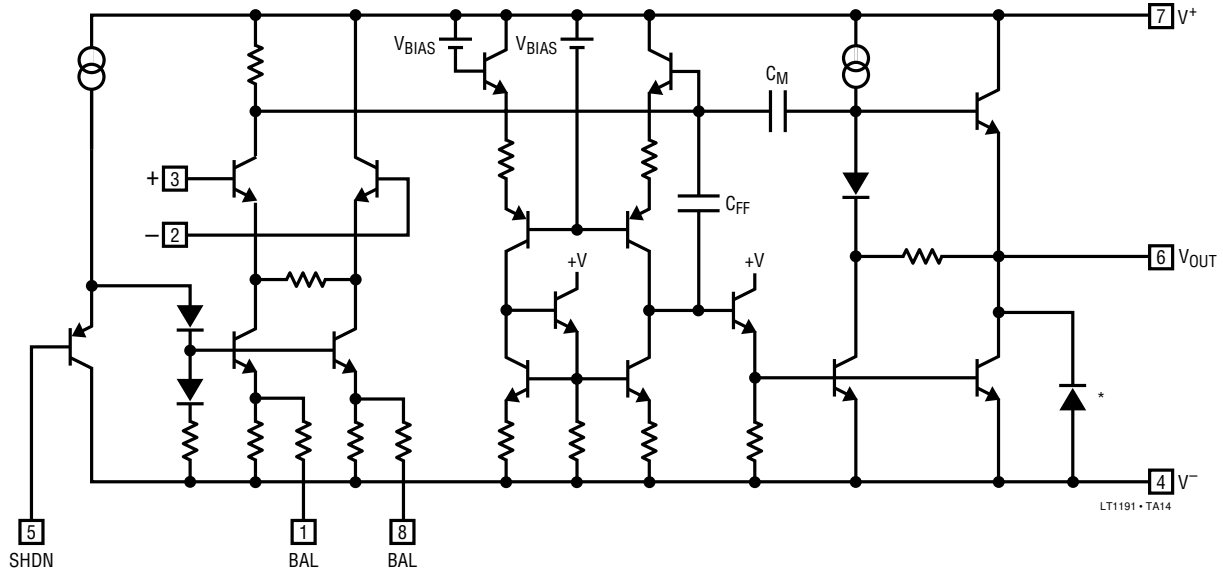 7 V+
VBIAS
VBIAS
CM
+ 3
CFF
− 2
+V
+V
6 VOUT
*
4 V−
LT1191 • TA14
5
SHDN
1
BAL
8
BAL